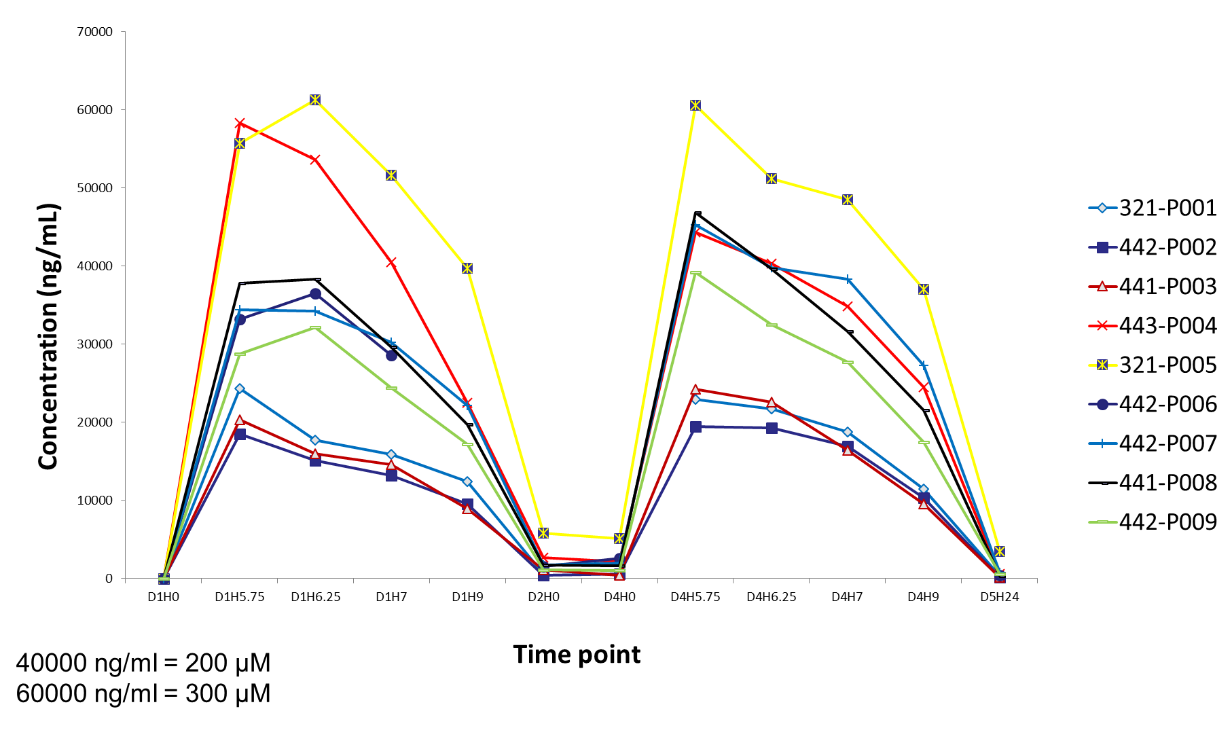 70000
60000
50000
40000
30000
20000
10000
0
Concentration (ng/mL)
D1H0 D1H5.75 D1H6.25 D1H7 D1H9 D2H0 D4H0 D4H5.75 D4H6.25 D4H7 D4H9 D5H24
Time point
321-P001
442-P002
441-P003
443-P004
321-P005
442-P006
442-P007
441-P008
442-P009
40000 ng/ml = 200 µM
60000 ng/ml = 300 µM